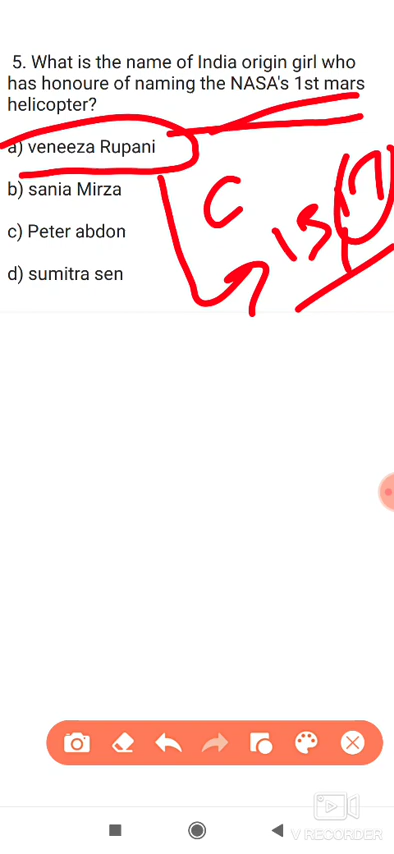 5. What is the name of India origin girl who
has honoure of naming the NASA's 1st mars
helicopter?
a) veneeza Rupani
b) sania Mirza
c) Peter abdon
d) sumitra sen
V RECORDER